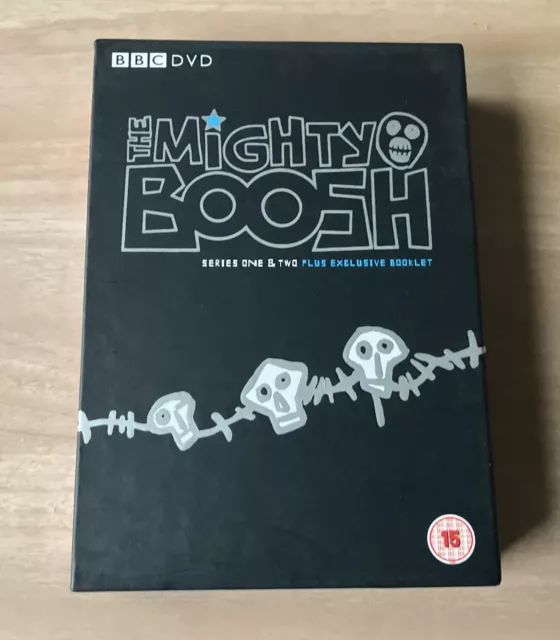 BBC DVD
THE MiGHTY
BOOSH
SERIES ONE & TWO PLUS EXCLUSIVE BOOKLET
15